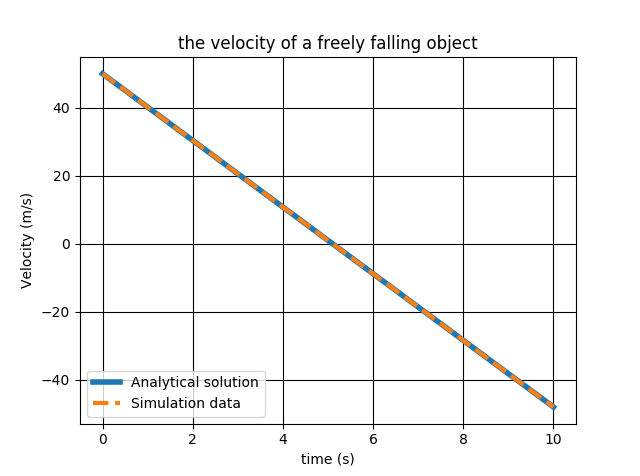 the velocity of a freely falling object
Velocity (m/s)
40
20
0
−20
−40
Analytical solution
Simulation data
0 2 4 6 8 10
time (s)